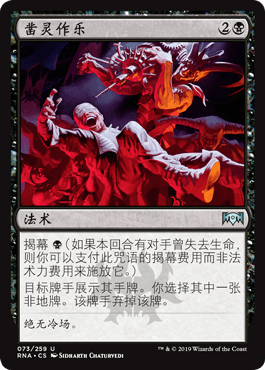 凿灵作乐 2
法术
揭幕（如果本回合有对手曾失去生命，
则你可以支付此咒语的揭幕费用而非法
术力费用来施放它。）
目标牌手展示其手牌。你选择其中一张
非地牌。该牌手弃掉该牌。
绝无冷场。
073/259 U
RNA • CS SIDHARTH CHATURVEDI
™ & © 2019 Wizards of the Coast